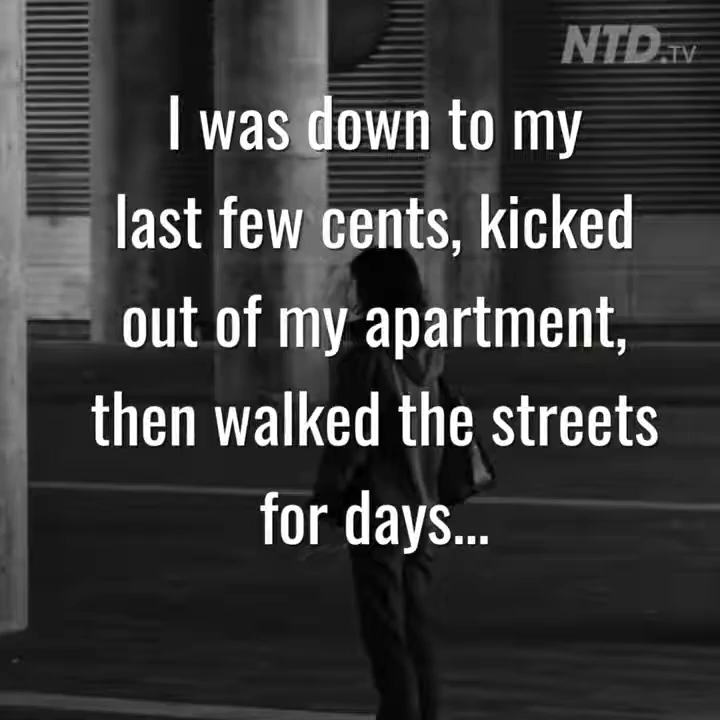 NTD.TV
I was down to my
last few cents, kicked
out of my apartment,
then walked the streets
for days...